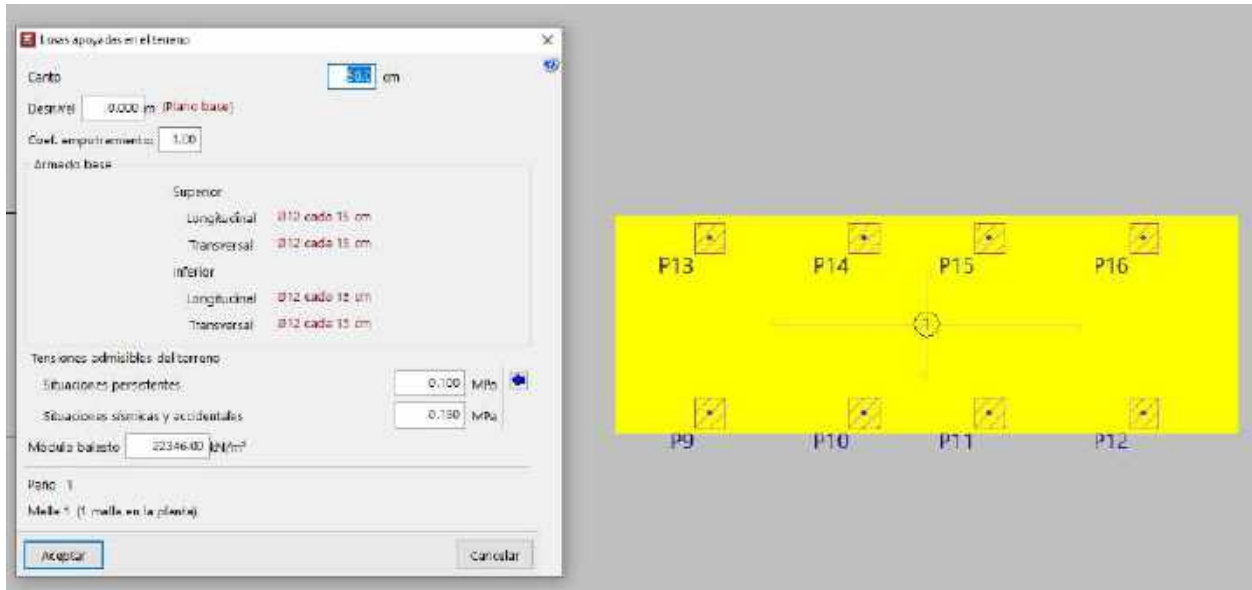 Losas apoyadas en el terreno
Canto cm
Desnivel 0.000 m (Plano base)
Coef. empotramiento: 1.00
Armado base
Superior
Longitudinal Ø12 cada 15 cm
Transversal Ø12 cada 15 cm
Inferior
Longitudinal Ø12 cada 15 cm
Transversal Ø12 cada 15 cm
Tensiones admisibles del terreno
Situaciones persistentes 0.100 MPa
Situaciones sísmicas y accidentales MPa
Módulo balasto 22346.00 kN/m³
Paño 1
Malla 1 (1 malla en la planta)
Aceptar Cancelar
P13 P14 P15 P16
1
P9 P10 P11 P12